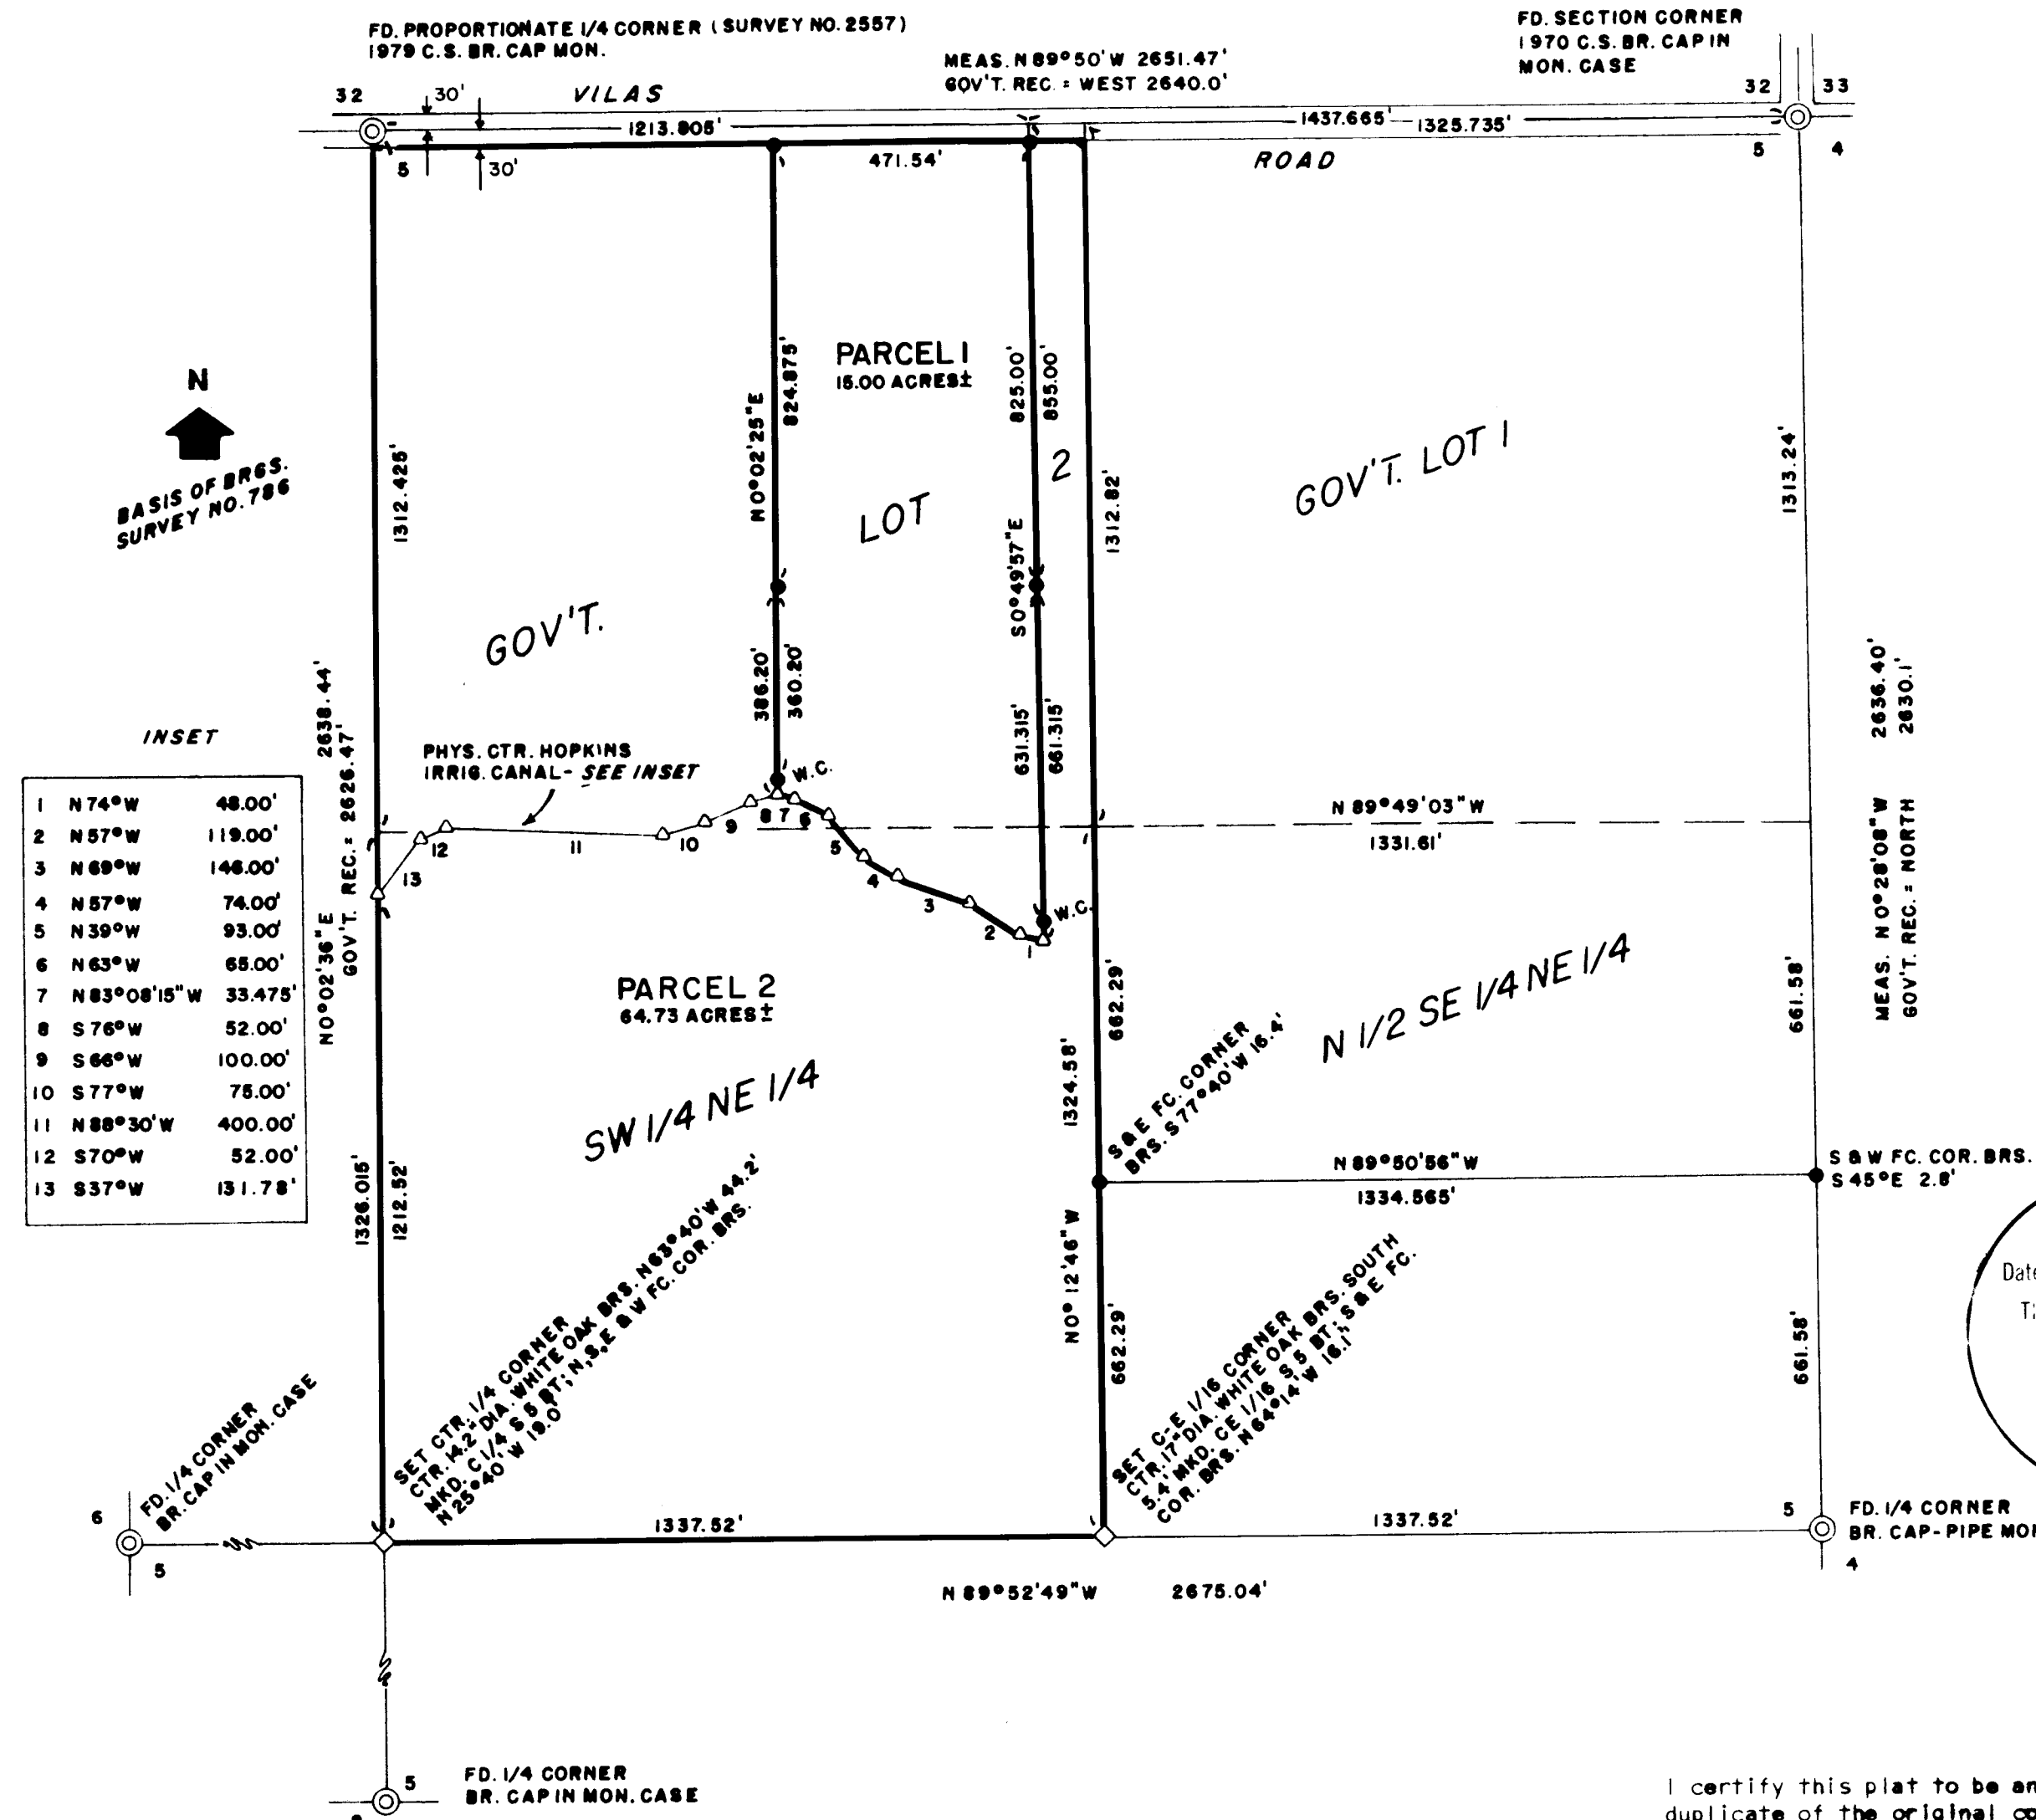 FD. PROPORTIONATE 1/4 CORNER (SURVEY NO. 2557)
1979 C.S. BR. CAP MON.
MEAS. N 89°50' W 2651.47'
GOV'T. REC. = WEST 2640.0'
FD. SECTION CORNER
1970 C.S. BR. CAP IN
MON. CASE
32
30'
VILAS
1213.805'
1437.665'
1325.735'
32
33
5
30'
471.54'
ROAD
5
4
N
BASIS OF BRGS.
SURVEY NO. 786
PARCEL 1
15.00 ACRES±
N 0°02'25" E
824.875'
825.00'
855.00'
S 0°49'57" E
2
LOT
GOV'T.
GOV'T. LOT 1
1312.425'
1312.82'
1313.24'
386.20'
360.20'
631.315'
661.315'
2638.44'
GOV'T. REC. = 2626.47'
N 0°02'36" E
MEAS. N 0°28'08" W 2636.40'
GOV'T. REC. = NORTH 2630.1'
PHYS. CTR. HOPKINS
IRRIG. CANAL - SEE INSET
W.C.
W.C.
13
12
11
10
9
8
7
6
5
4
3
2
1
N 89°49'03" W
1331.61'
INSET
1 N 74° W 48.00'
2 N 57° W 119.00'
3 N 69° W 146.00'
4 N 57° W 74.00'
5 N 39° W 93.00'
6 N 63° W 65.00'
7 N 83°08'15" W 33.475'
8 S 76° W 52.00'
9 S 66° W 100.00'
10 S 77° W 75.00'
11 N 88°30' W 400.00'
12 S 70° W 52.00'
13 S 37° W 131.78'
PARCEL 2
64.73 ACRES±
SW 1/4 NE 1/4
N 1/2 SE 1/4 NE 1/4
662.29'
1324.58'
661.58'
S & E FC. CORNER
BRS. S 77°40' W 16.4'
N 89°50'56" W
1334.565'
S & W FC. COR. BRS.
S 45° E 2.8'
1326.015'
1212.52'
N 0°12'46" W
662.29'
661.58'
SET CTR. 1/4 CORNER
CTR. 14.2" DIA. WHITE OAK BRS. N 63°40' W 44.2'
MKD. C 1/4 S 5 BT; N, S, E & W FC. COR. BRS.
N 25°40' W 19.0'
SET C-E 1/16 CORNER
CTR. 17" DIA. WHITE OAK BRS. SOUTH
5.4' MKD. CE 1/16 S 5 BT; S & E FC.
COR. BRS. N 64°14' W 16.1'
FD. 1/4 CORNER
BR. CAP IN MON. CASE
6
5
1337.52'
1337.52'
N 89°52'49" W 2675.04'
5
4
FD. 1/4 CORNER
BR. CAP - PIPE MON
Date
5
FD. 1/4 CORNER
BR. CAP IN MON. CASE
I certify this plat to be an
duplicate of the original